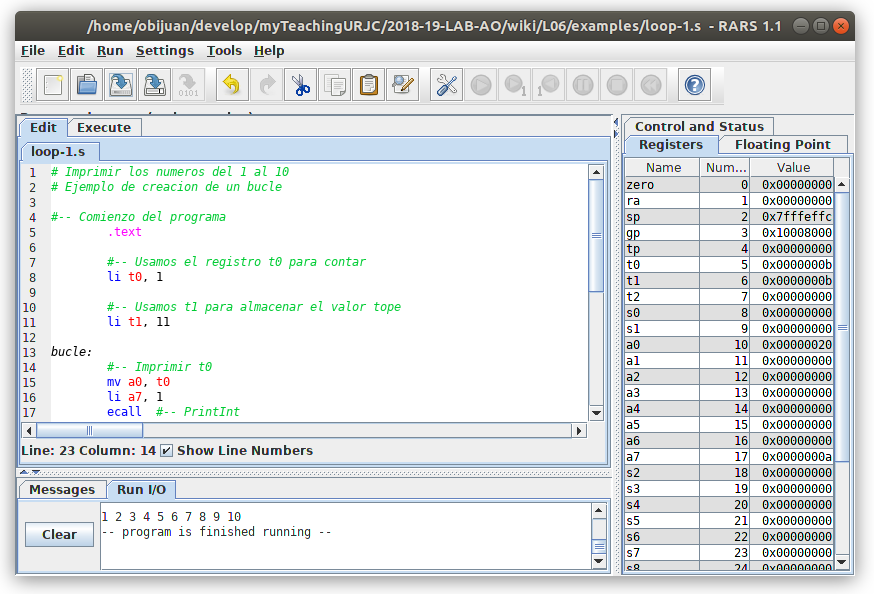 /home/obijuan/develop/myTeachingURJC/2018-19-LAB-AO/wiki/L06/examples/loop-1.s - RARS 1.1
File Edit Run Settings Tools Help
Edit Execute
loop-1.s
1 # Imprimir los numeros del 1 al 10
2 # Ejemplo de creacion de un bucle
3
4 #-- Comienzo del programa
5 .text
6
7 #-- Usamos el registro t0 para contar
8 li t0, 1
9
10 #-- Usamos t1 para almacenar el valor tope
11 li t1, 11
12
13 bucle:
14 #-- Imprimir t0
15 mv a0, t0
16 li a7, 1
17 ecall #-- PrintInt
Line: 23 Column: 14 Show Line Numbers
Messages Run I/O
Clear
1 2 3 4 5 6 7 8 9 10
-- program is finished running --
Control and Status
Registers Floating Point
Name Num... Value
zero 0 0x00000000
ra 1 0x00000000
sp 2 0x7fffeffc
gp 3 0x10008000
tp 4 0x00000000
t0 5 0x0000000b
t1 6 0x0000000b
t2 7 0x00000000
s0 8 0x00000000
s1 9 0x00000000
a0 10 0x00000020
a1 11 0x00000000
a2 12 0x00000000
a3 13 0x00000000
a4 14 0x00000000
a5 15 0x00000000
a6 16 0x00000000
a7 17 0x0000000a
s2 18 0x00000000
s3 19 0x00000000
s4 20 0x00000000
s5 21 0x00000000
s6 22 0x00000000
s7 23 0x00000000
s8 24 0x00000000